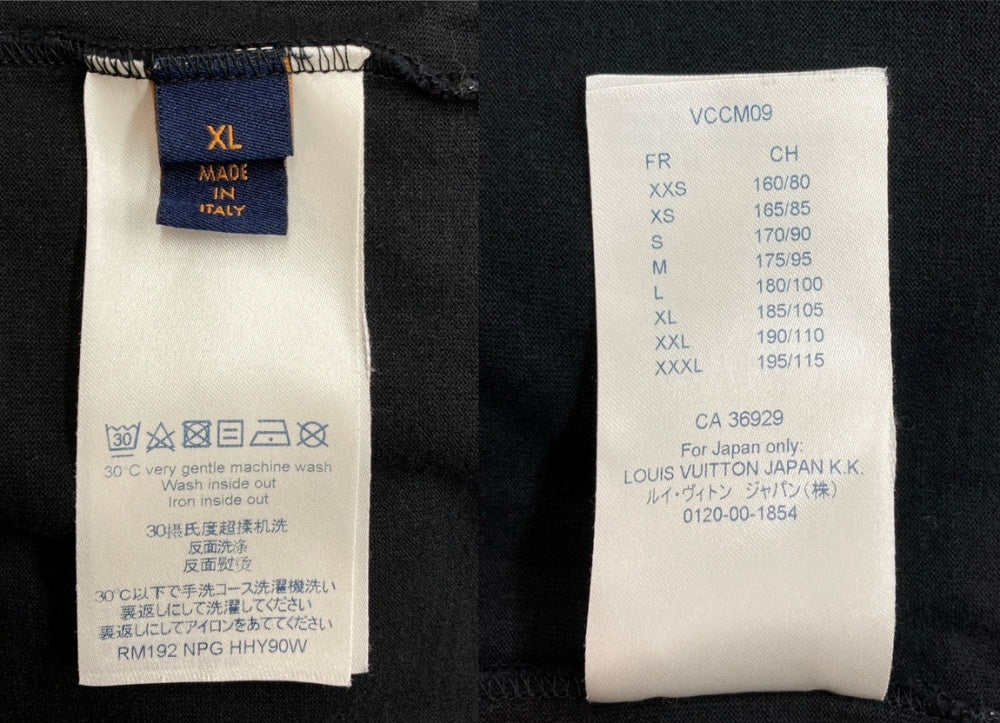 XL
MADE
IN
ITALY
30
30°C very gentle machine wash
Wash inside out
Iron inside out
30摄氏度超揉机洗
反面洗涤
反面熨烫
30℃以下で手洗コース洗濯機洗い
裏返しにして洗濯してください
裏返しにしてアイロンをあててください
RM192 NPG HHY90W
VCCM09
FR CH
XXS 160/80
XS 165/85
S 170/90
M 175/95
L 180/100
XL 185/105
XXL 190/110
XXXL 195/115
CA 36929
For Japan only:
LOUIS VUITTON JAPAN K.K.
ルイ・ヴィトン ジャパン(株)
0120-00-1854